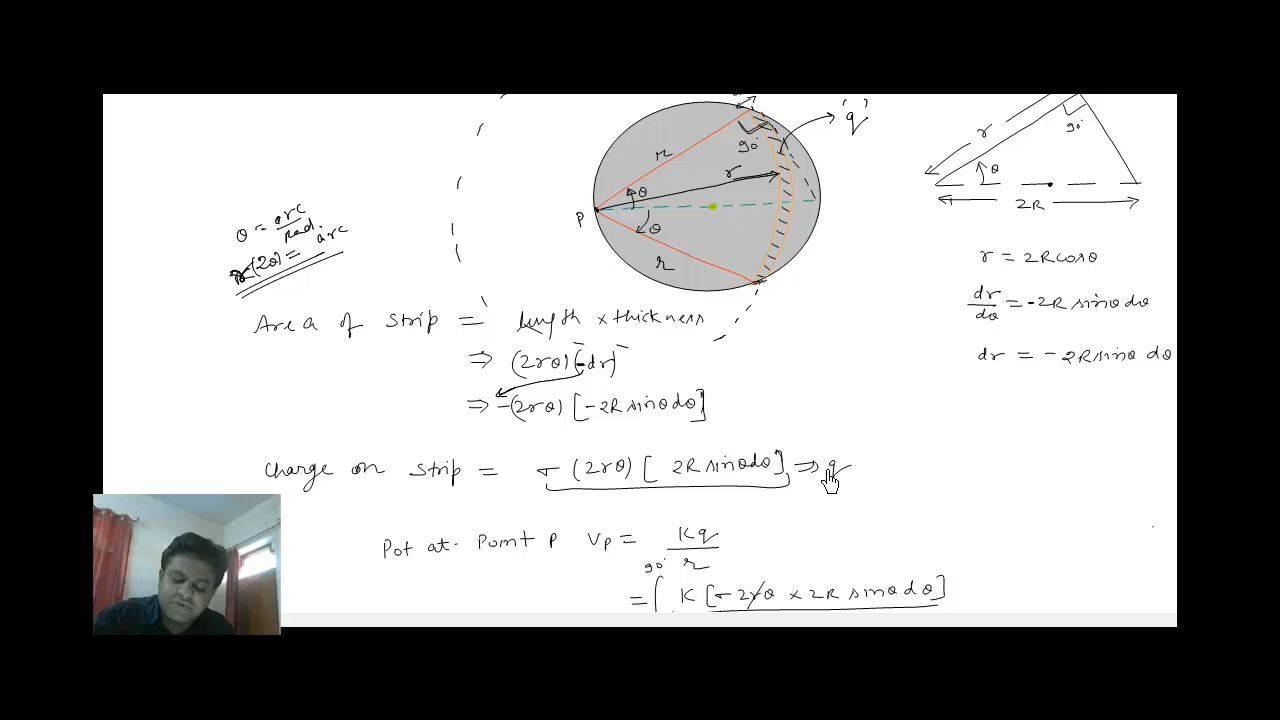 'q'
90°
r
r
θ
P
θ
r
r
90°
θ
2R
θ = arc/rad.
r(2θ) = arc
r = 2R cosθ
dr/dθ = -2R sinθ dθ
dr = -2R sinθ dθ
Area of strip = length × thickness
⇒ (2rθ)(-dr)
⇒ -(2rθ) [-2R sinθ dθ]
Charge on strip = σ (2rθ) [ 2R sinθ dθ] ⇒ q
Pot at Point P Vp = Kq/r
90°
= ∫ K [σ 2rθ × 2R sinθ dθ]